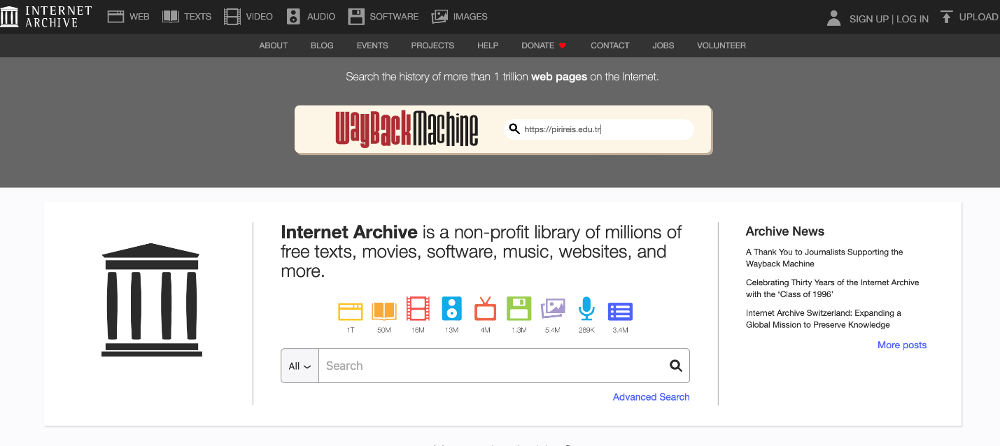 INTERNET ARCHIVE
WEB TEXTS VIDEO AUDIO SOFTWARE IMAGES SIGN UP | LOG IN UPLOAD
ABOUT BLOG EVENTS PROJECTS HELP DONATE CONTACT JOBS VOLUNTEER
Search the history of more than 1 trillion web pages on the Internet.
WayBackMachine
https://pirireis.edu.tr
Internet Archive is a non-profit library of millions of
free texts, movies, software, music, websites, and
more.
1T 50M 16M 13M 4M 1.3M 5.4M 289K 3.4M
All Search
Advanced Search
Archive News
A Thank You to Journalists Supporting the
Wayback Machine
Celebrating Thirty Years of the Internet Archive
with the ‘Class of 1996’
Internet Archive Switzerland: Expanding a
Global Mission to Preserve Knowledge
More posts